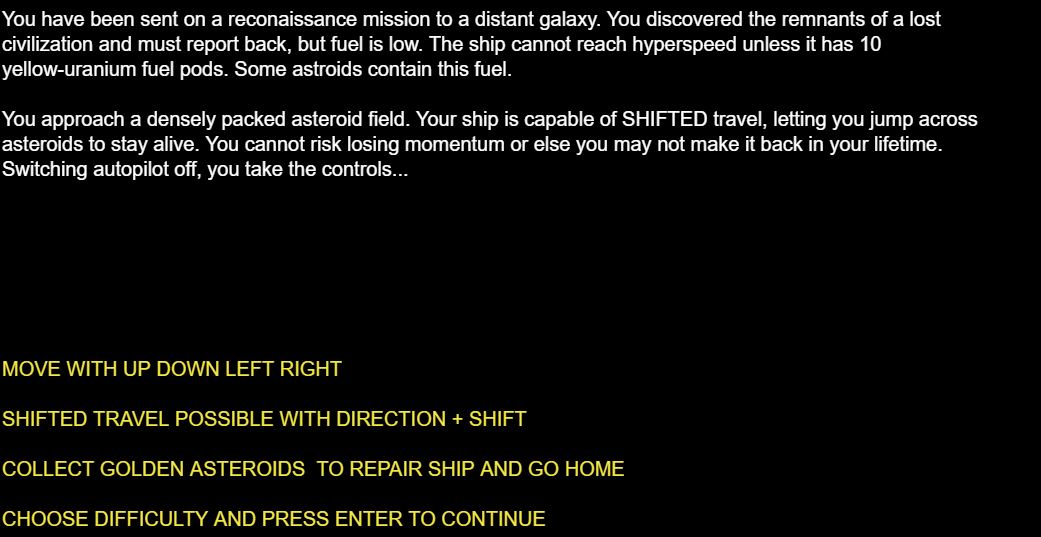 You have been sent on a reconaissance mission to a distant galaxy. You discovered the remnants of a lost
civilization and must report back, but fuel is low. The ship cannot reach hyperspeed unless it has 10
yellow-uranium fuel pods. Some astroids contain this fuel.
You approach a densely packed asteroid field. Your ship is capable of SHIFTED travel, letting you jump across
asteroids to stay alive. You cannot risk losing momentum or else you may not make it back in your lifetime.
Switching autopilot off, you take the controls...
MOVE WITH UP DOWN LEFT RIGHT
SHIFTED TRAVEL POSSIBLE WITH DIRECTION + SHIFT
COLLECT GOLDEN ASTEROIDS  TO REPAIR SHIP AND GO HOME
CHOOSE DIFFICULTY AND PRESS ENTER TO CONTINUE